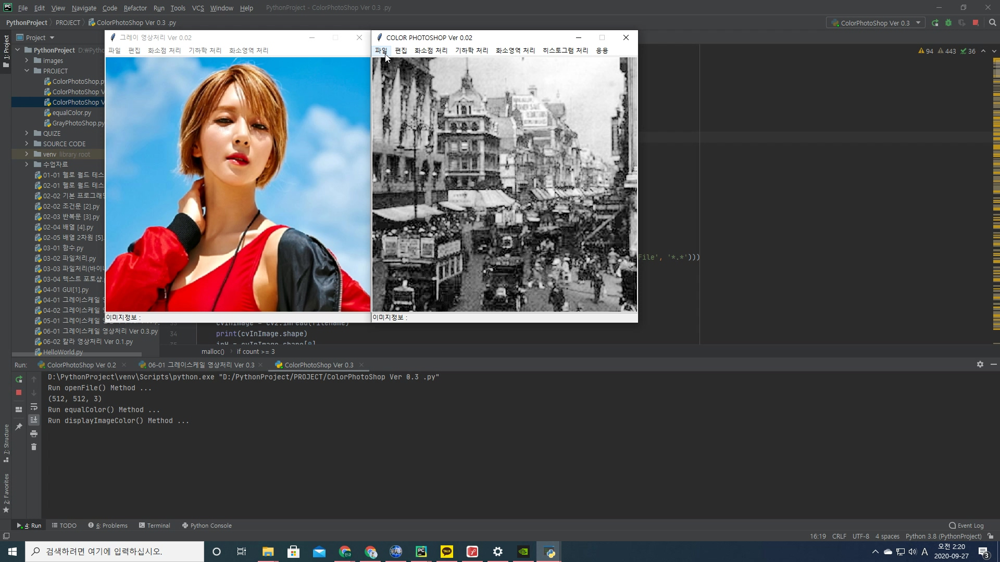 File Edit View Navigate Code Refactor Run Tools VCS Window Help PythonProject - ColorPhotoShop Ver 0.3 .py
PythonProject PROJECT ColorPhotoShop Ver 0.3 .py
ColorPhotoShop Ver 0.3
1: Project
Project
PythonProject D:₩Pytho
images
PROJECT
ColorPhotoShop.p
ColorPhotoShop V
ColorPhotoShop V
equalColor.py
GrayPhotoShop.py
QUIZE
SOURCE CODE
venv library root
수업자료
01-01 헬로 월드 테스
02-01 헬로 월드 테스
02-02 기본 프로그래
02-02 조건문 [2].py
02-03 반복문 [3].py
02-04 배열 [4].py
02-05 배열 2차원 [5].
03-01 함수.py
03-02 파일처리.py
03-03 파일처리(바이
03-04 텍스트 포토샵.
04-01 GUI[1].py
04-01 그레이스케일
04-02 그레이스케일
05-01 그레이스케일
06-01 그레이스케일 영상처리 Ver 0.3.py
06-02 칼라 영상처리 Ver 0.1.py
HelloWorld.py
그레이 영상처리 Ver 0.02
파일 편집 화소점 처리 기하학 처리 화소영역 처리
이미지정보 :
COLOR PHOTOSHOP Ver 0.02
파일 편집 화소점 처리 기하학 처리 화소영역 처리 히스토그램 처리 응용
이미지정보 :
94 443 36
File', '*.*')))
33 cvInImage = cv2.imread(filename)
34 print(cvInImage.shape)
35 inH = cvInImage.shape[0]
malloc() if count >= 3
Run: ColorPhotoShop Ver 0.2 06-01 그레이스케일 영상처리 Ver 0.3 ColorPhotoShop Ver 0.3
D:\PythonProject\venv\Scripts\python.exe "D:/PythonProject/PROJECT/ColorPhotoShop Ver 0.3 .py"
Run openFile() Method ...
(512, 512, 3)
Run equalColor() Method ...
Run displayImageColor() Method ...
7: Structure
2: Favorites
4: Run TODO 6: Problems Terminal Python Console Event Log
16:19 CRLF UTF-8 4 spaces Python 3.8 (PythonProject)
검색하려면 여기에 입력하십시오.
A 오전 2:20
2020-09-27
3